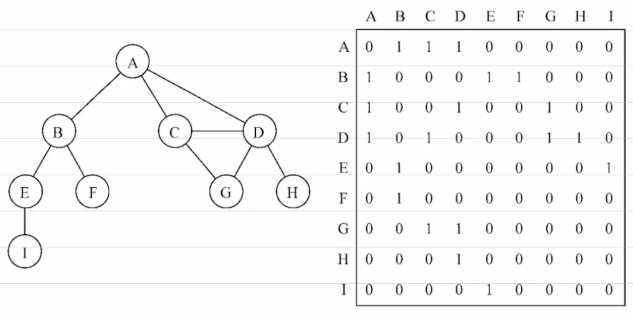 A
B C D
E F G H
I
A B C D E F G H I
A 0 1 1 1 0 0 0 0 0
B 1 0 0 0 1 1 0 0 0
C 1 0 0 1 0 0 1 0 0
D 1 0 1 0 0 0 1 1 0
E 0 1 0 0 0 0 0 0 1
F 0 1 0 0 0 0 0 0 0
G 0 0 1 1 0 0 0 0 0
H 0 0 0 1 0 0 0 0 0
I 0 0 0 0 1 0 0 0 0